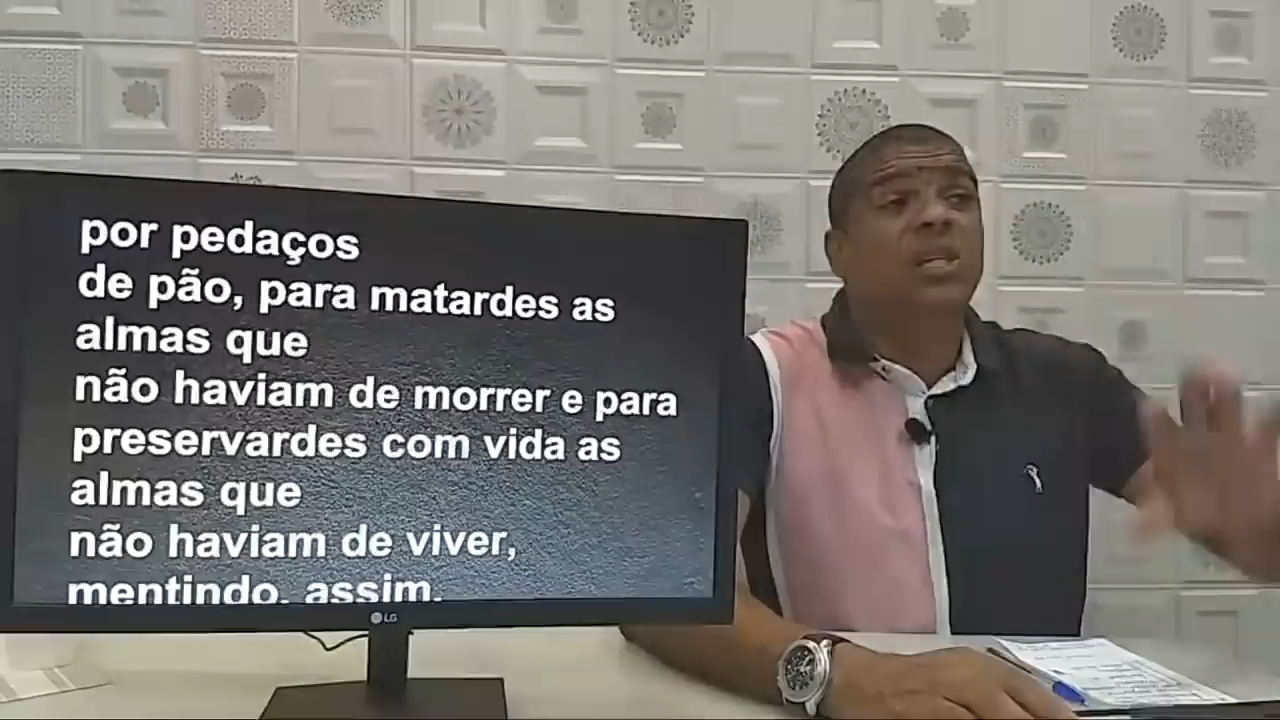 por pedaços
de pão, para matardes as
almas que
não haviam de morrer e para
preservardes com vida as
almas que
não haviam de viver,
mentindo, assim,
LG